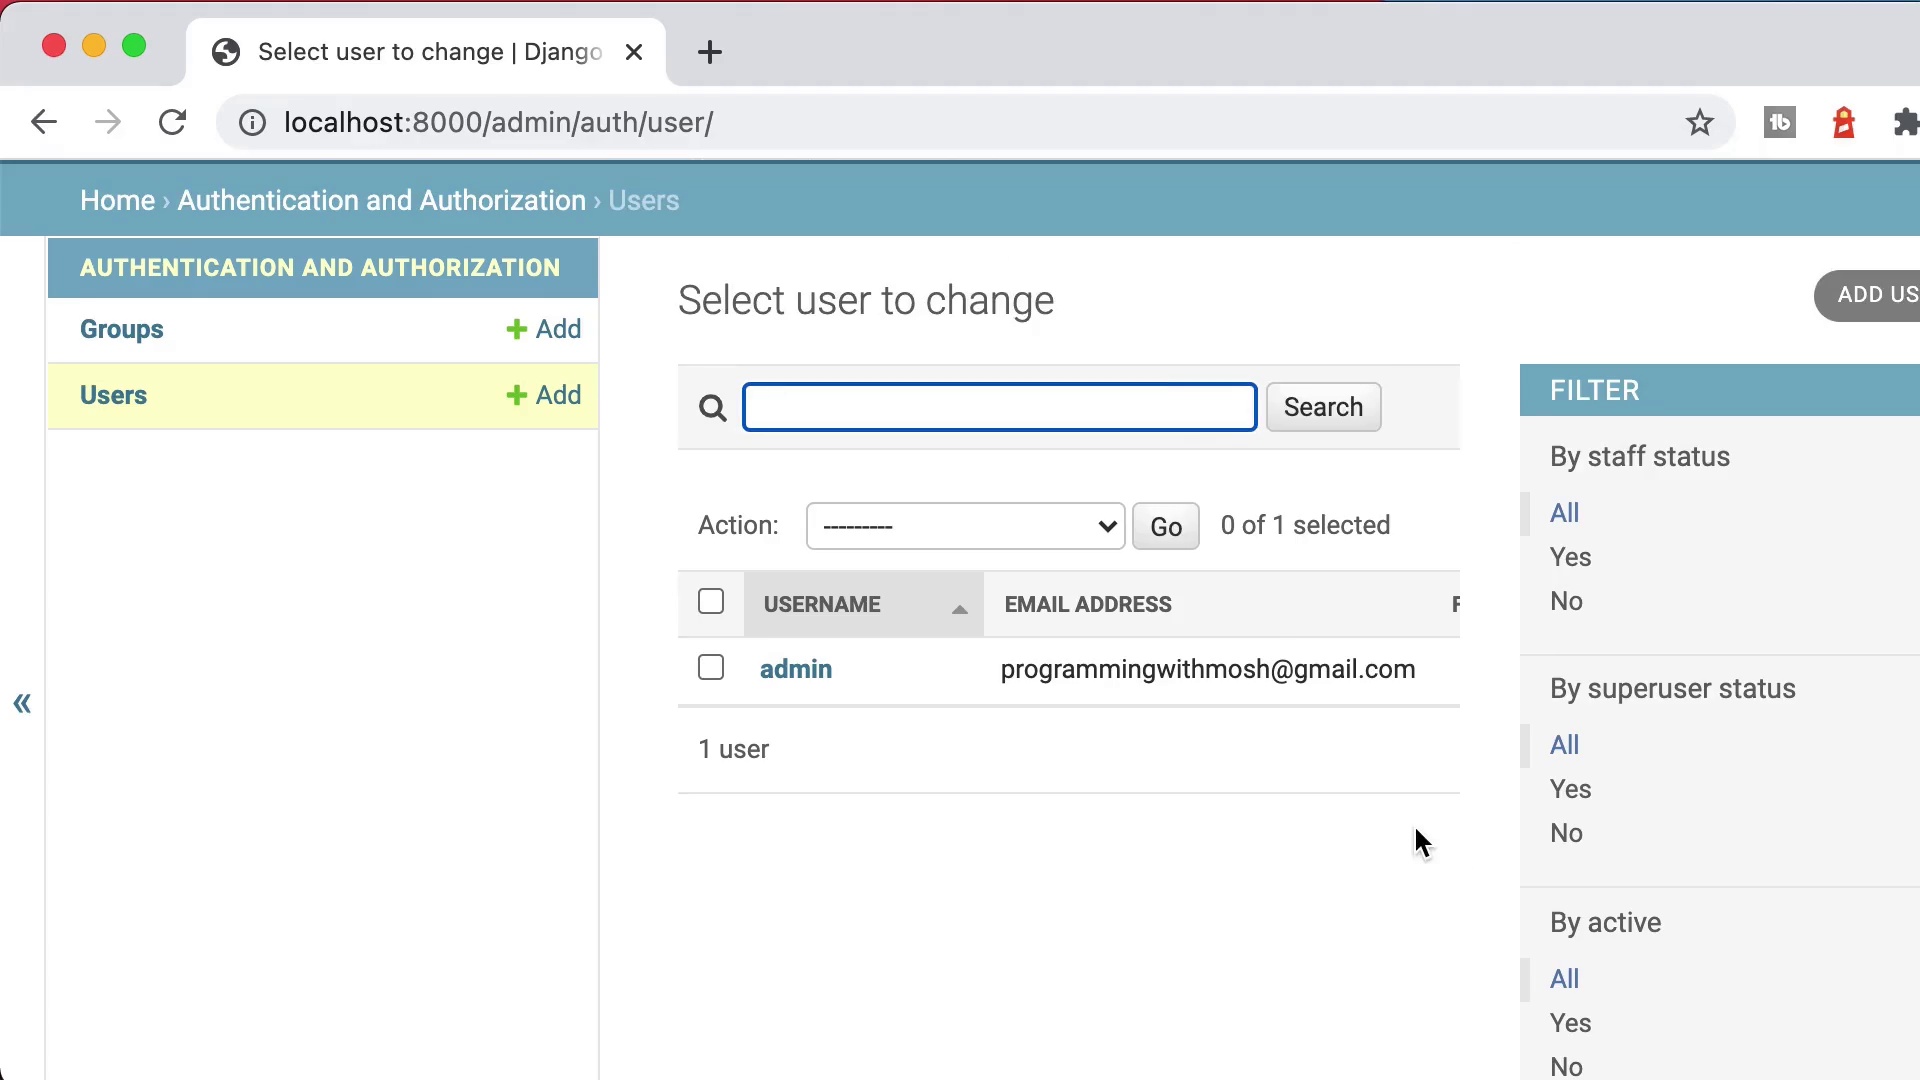 Select user to change | Django
localhost:8000/admin/auth/user/
Home › Authentication and Authorization › Users
AUTHENTICATION AND AUTHORIZATION
Groups + Add
Users + Add
«
Select user to change
ADD US
Search
Action: --------- Go 0 of 1 selected
USERNAME EMAIL ADDRESS F
admin programmingwithmosh@gmail.com
1 user
FILTER
By staff status
All
Yes
No
By superuser status
All
Yes
No
By active
All
Yes
No